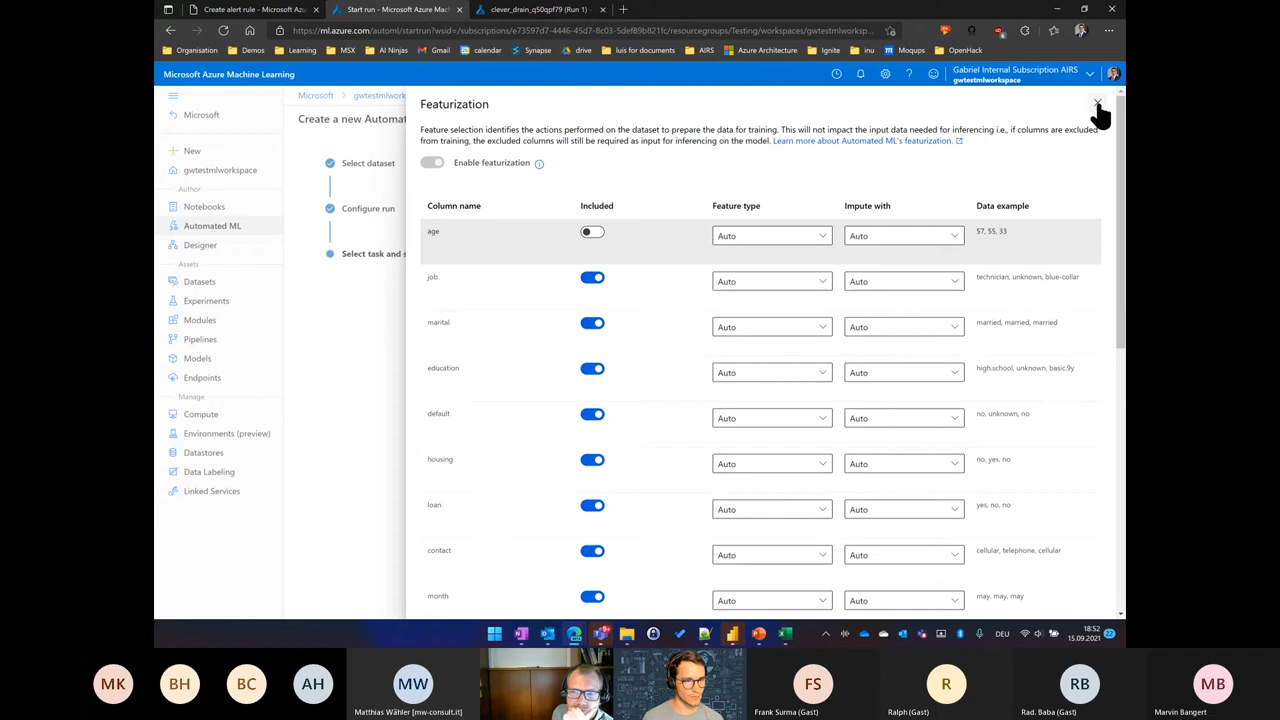 Create alert rule - Microsoft Azu
Start run - Microsoft Azure Mac
clever_drain_q50qpf79 (Run 1) -
https://ml.azure.com/automl/startrun?wsid=/subscriptions/e73597d7-4446-45d7-8c03-5def89b821fc/resourcegroups/Testing/workspaces/gwtestmlworksp...
Organisation
Demos
Learning
MSX
AI Ninjas
Gmail
calendar
Synapse
drive
luis for documents
AIRS
Azure Architecture
Ignite
inu
Moqups
OpenHack
Microsoft Azure Machine Learning
Gabriel Internal Subscription AIRS
gwtestmlworkspace
Microsoft
New
gwtestmlworkspace
Author
Notebooks
Automated ML
Designer
Assets
Datasets
Experiments
Modules
Pipelines
Models
Endpoints
Manage
Compute
Environments (preview)
Datastores
Data Labeling
Linked Services
Microsoft > gwtestmlwork
Create a new Automat
Select dataset
Configure run
Select task and s
Featurization
Feature selection identifies the actions performed on the dataset to prepare the data for training. This will not impact the input data needed for inferencing i.e., if columns are excluded
from training, the excluded columns will still be required as input for inferencing on the model. Learn more about Automated ML's featurization.
Enable featurization
Column name Included Feature type Impute with Data example
age Auto Auto 57, 55, 33
job Auto Auto technician, unknown, blue-collar
marital Auto Auto married, married, married
education Auto Auto high.school, unknown, basic.9y
default Auto Auto no, unknown, no
housing Auto Auto no, yes, no
loan Auto Auto yes, no, no
contact Auto Auto cellular, telephone, cellular
month Auto Auto may, may, may
DEU
18:52
15.09.2021
22
MK
BH
BC
AH
MW
Matthias Wähler [mw-consult.it]
FS
Frank Surma (Gast)
R
Ralph (Gast)
RB
Rad. Baba (Gast)
MB
Marvin Bangert